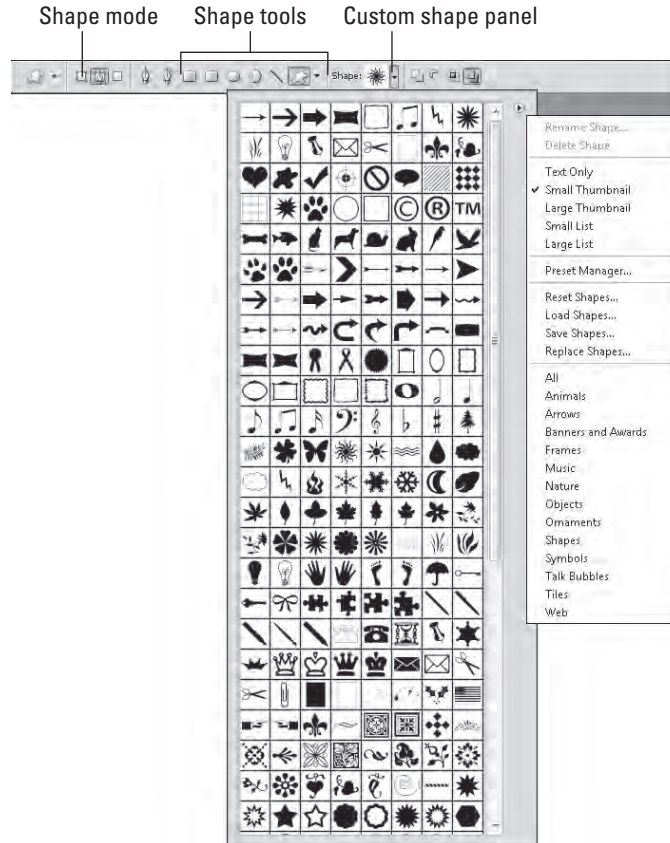 Shape mode Shape tools Custom shape panel
Shape:
Rename Shape...
Delete Shape
Text Only
Small Thumbnail
Large Thumbnail
Small List
Large List
Preset Manager...
Reset Shapes...
Load Shapes...
Save Shapes...
Replace Shapes...
All
Animals
Arrows
Banners and Awards
Frames
Music
Nature
Objects
Ornaments
Shapes
Symbols
Talk Bubbles
Tiles
Web
© ® TM